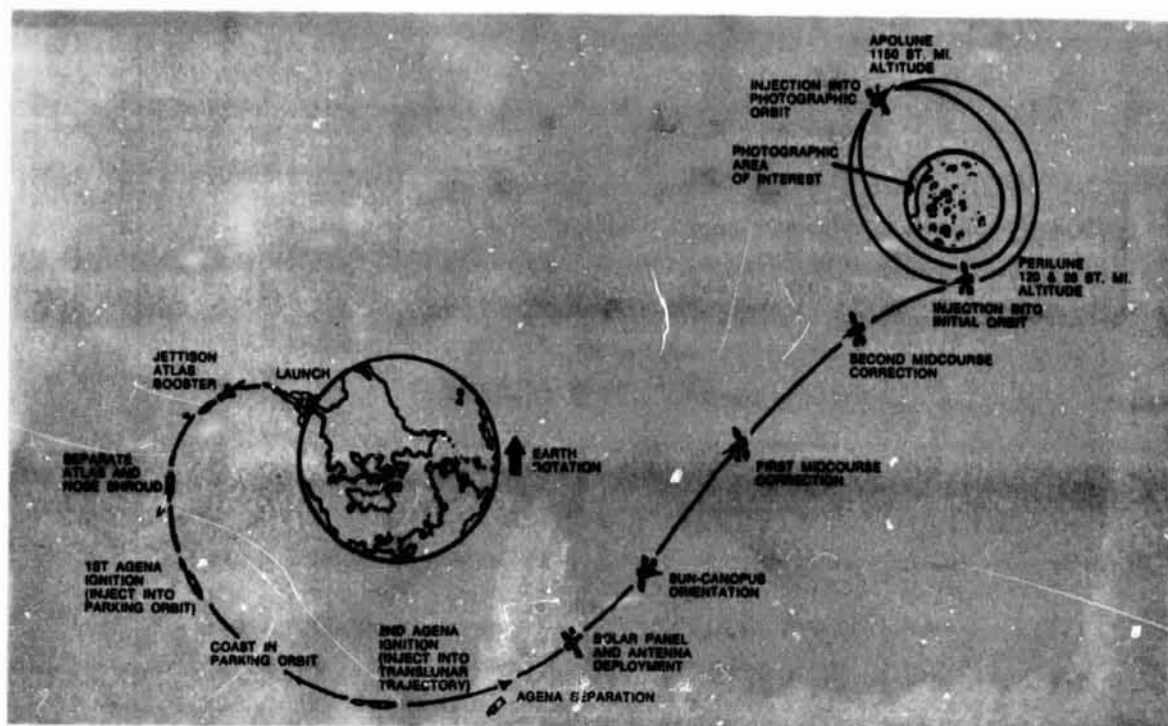 APOLUNE
1150 ST. MI.
ALTITUDE
INJECTION INTO
PHOTOGRAPHIC
ORBIT
PHOTOGRAPHIC
AREA
OF INTEREST
PERILUNE
120 & ST. MI.
ALTITUDE
INJECTION INTO
INITIAL ORBIT
SECOND MIDCOURSE
CORRECTION
FIRST MIDCOURSE
CORRECTION
SUN-CANOPUS
ORIENTATION
SOLAR PANEL
AND ANTENNA
DEPLOYMENT
AGENA SEPARATION
2ND AGENA
IGNITION
(INJECT INTO
TRANSLUNAR
TRAJECTORY)
COAST IN
PARKING ORBIT
1ST AGENA
IGNITION
(INJECT INTO
PARKING ORBIT)
SEPARATE
ATLAS AND
NOSE SHROUD
JETTISON
ATLAS
BOOSTER
LAUNCH
EARTH
ROTATION